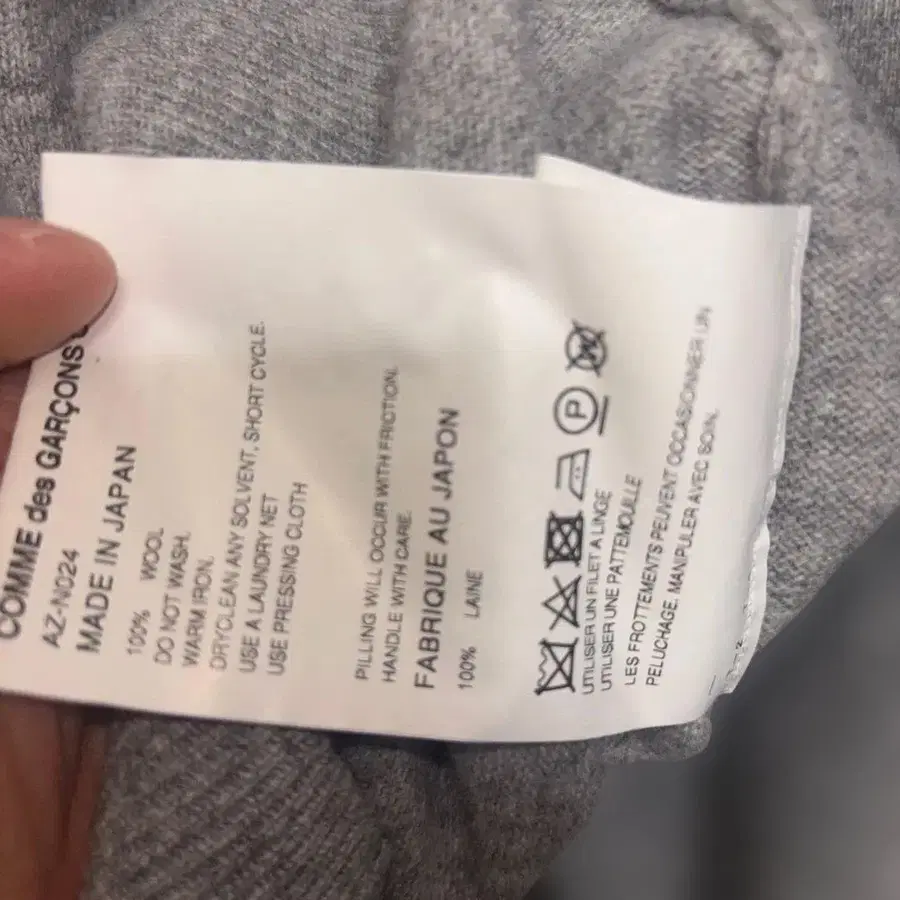 COMME des GARÇONS
AZ-N024
MADE IN JAPAN
100% WOOL
DO NOT WASH.
WARM IRON.
DRYCLEAN ANY SOLVENT, SHORT CYCLE.
USE A LAUNDRY NET
USE PRESSING CLOTH
PILLING WILL OCCUR WITH FRICTION.
HANDLE WITH CARE.
FABRIQUE AU JAPON
100% LAINE
P W
UTILISER UN FILET A LINGE
UTILISER UNE PATTEMOUILLE
LES FROTTEMENTS PEUVENT OCCASIONNER UN
PELUCHAGE, MANIPULER AVEC SOIN.